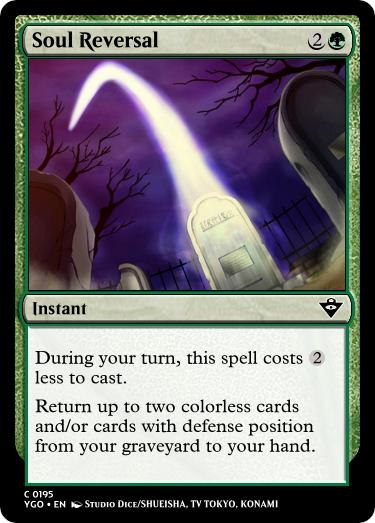 Soul Reversal 2
Instant
During your turn, this spell costs 2
less to cast.
Return up to two colorless cards
and/or cards with defense position
from your graveyard to your hand.
C 0195
YGO • EN Studio Dice/SHUEISHA, TV TOKYO, KONAMI